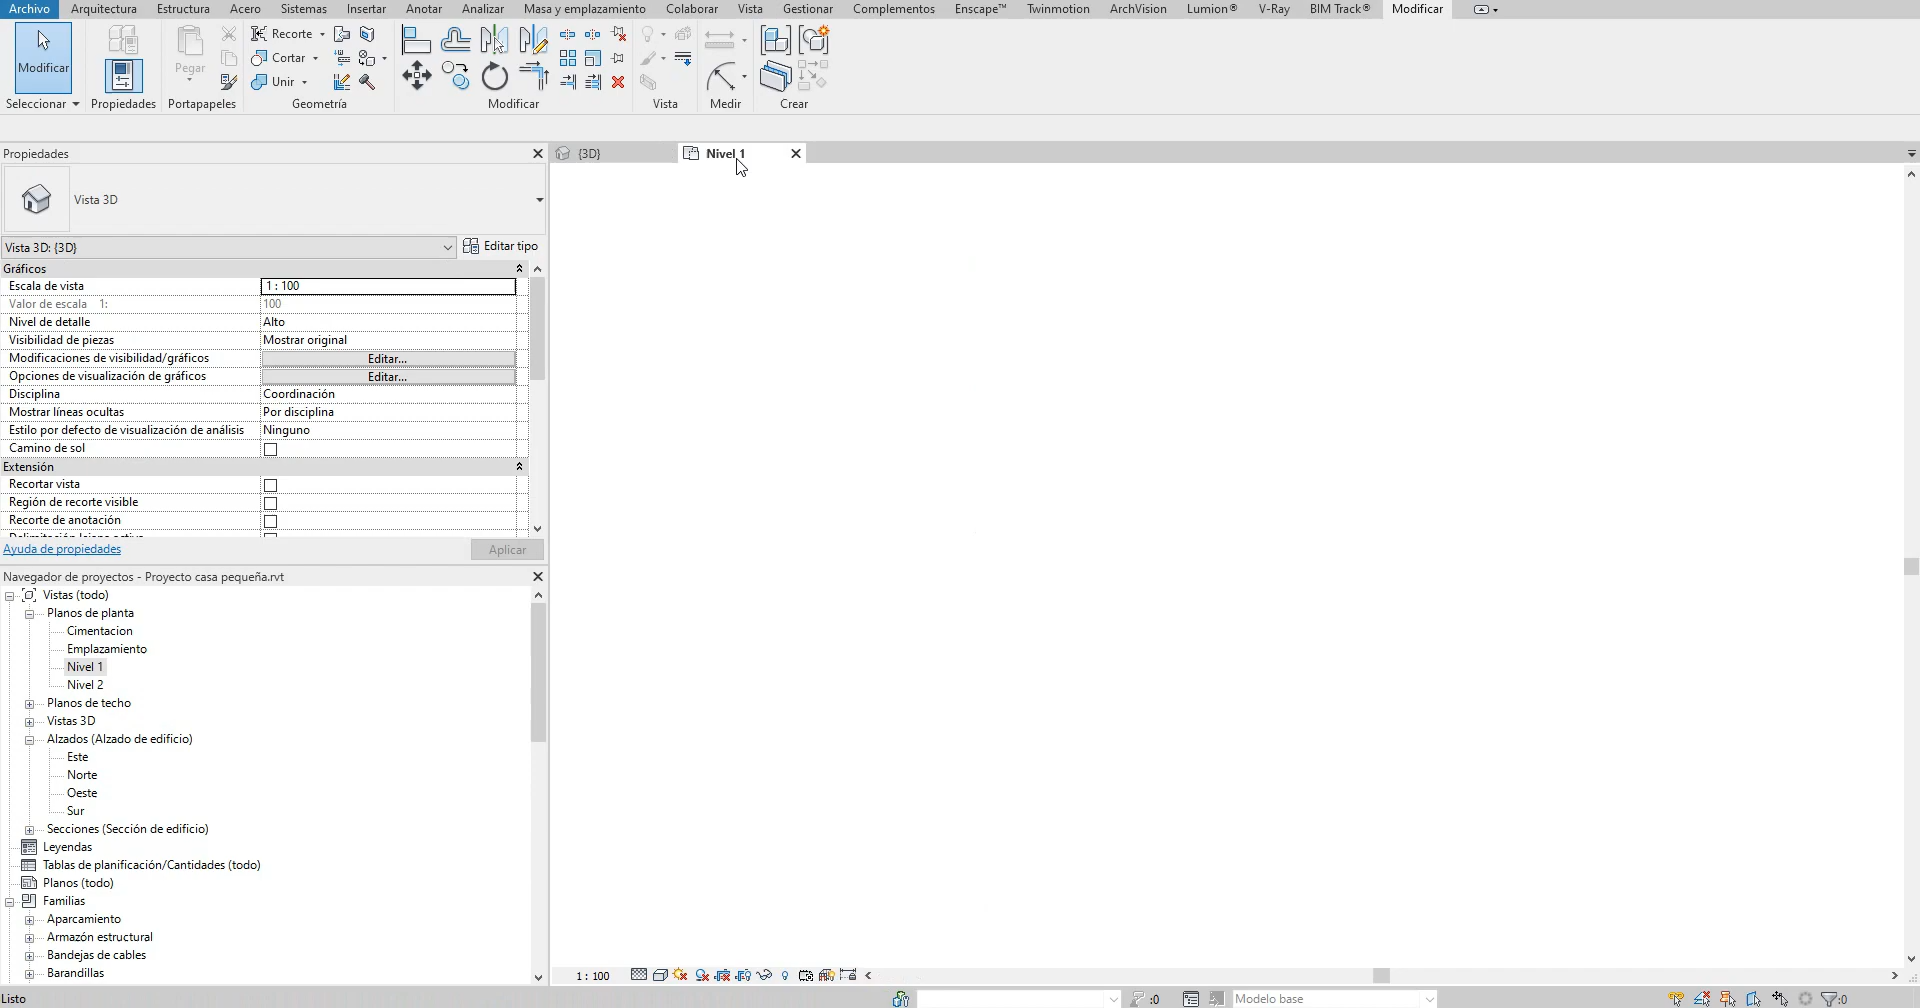 Archivo Arquitectura Estructura Acero Sistemas Insertar Anotar Analizar Masa y emplazamiento Colaborar Vista Gestionar Complementos Enscape™ Twinmotion ArchVision Lumion® V-Ray BIM Track® Modificar
Modificar
Pegar
Recorte
Cortar
Unir
Seleccionar Propiedades Portapapeles Geometría Modificar Vista Medir Crear
Propiedades
{3D}
Nivel 1
Vista 3D
Vista 3D: {3D}
Editar tipo
Gráficos
Escala de vista 1 : 100
Valor de escala 1: 100
Nivel de detalle Alto
Visibilidad de piezas Mostrar original
Modificaciones de visibilidad/gráficos Editar...
Opciones de visualización de gráficos Editar...
Disciplina Coordinación
Mostrar líneas ocultas Por disciplina
Estilo por defecto de visualización de análisis Ninguno
Camino de sol
Extensión
Recortar vista
Región de recorte visible
Recorte de anotación
Ayuda de propiedades Aplicar
Navegador de proyectos - Proyecto casa pequeña.rvt
Vistas (todo)
Planos de planta
Cimentacion
Emplazamiento
Nivel 1
Nivel 2
Planos de techo
Vistas 3D
Alzados (Alzado de edificio)
Este
Norte
Oeste
Sur
Secciones (Sección de edificio)
Leyendas
Tablas de planificación/Cantidades (todo)
Planos (todo)
Familias
Aparcamiento
Armazón estructural
Bandejas de cables
Barandillas
1 : 100
Listo
:0
Modelo base
:0